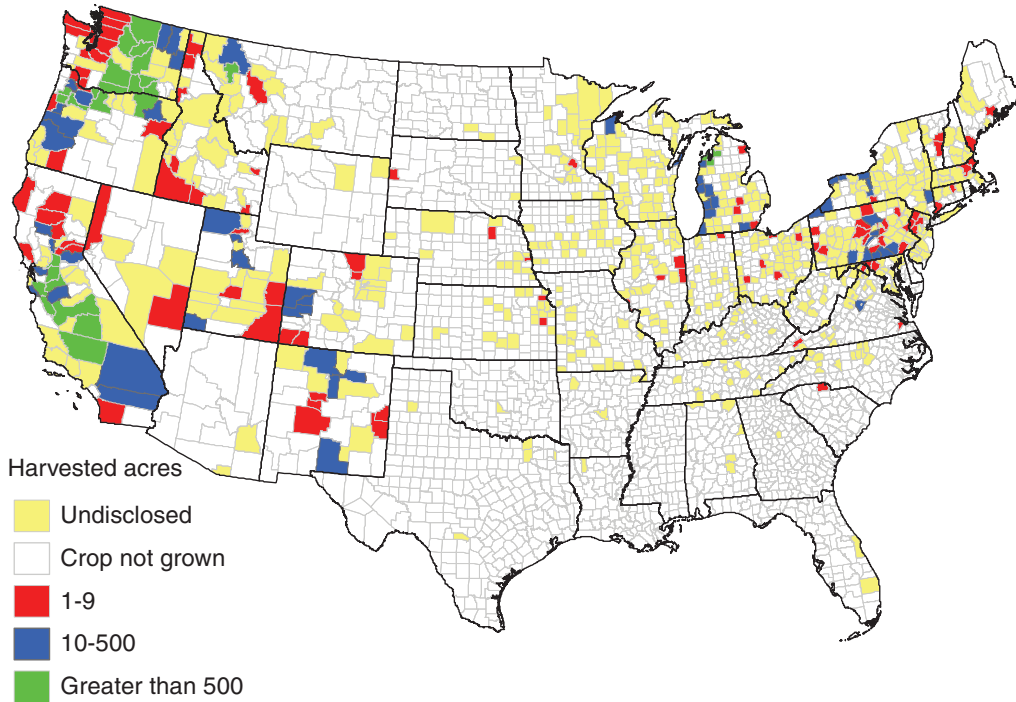 Harvested acres
Undisclosed
Crop not grown
1-9
10-500
Greater than 500